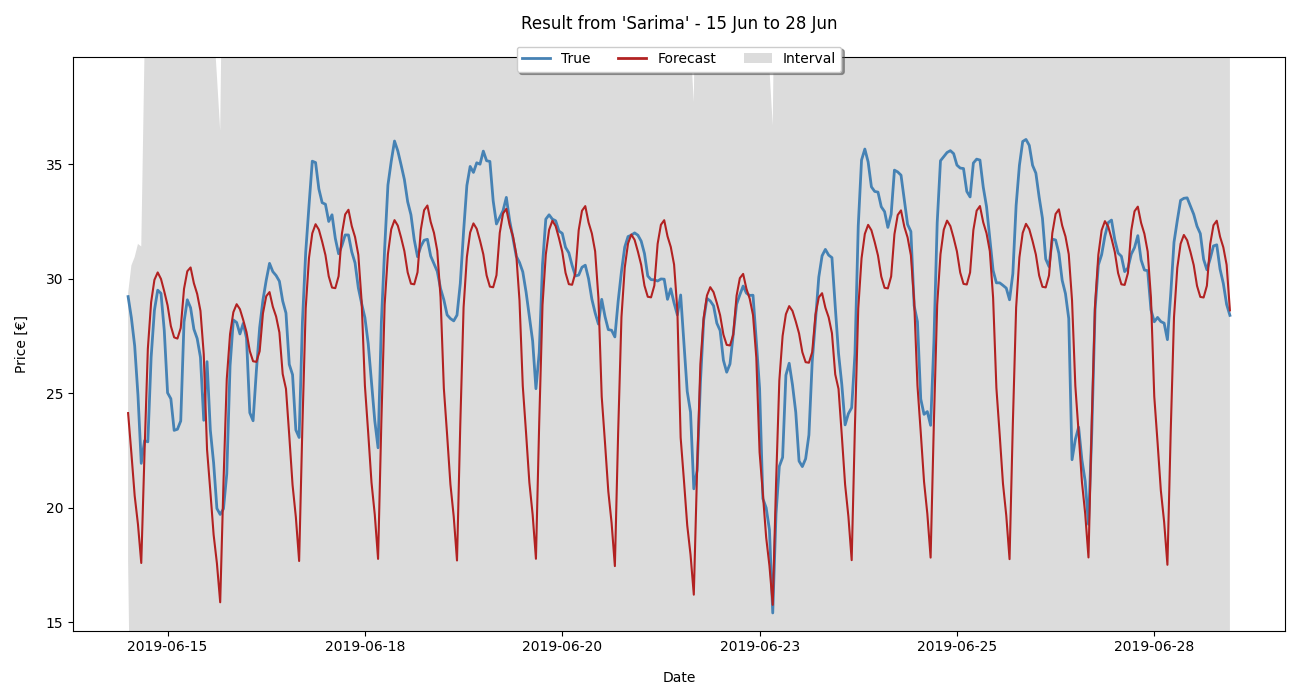 Result from 'Sarima' - 15 Jun to 28 Jun
True Forecast Interval
Price [€]
35
30
25
20
15
2019-06-15 2019-06-18 2019-06-20 2019-06-23 2019-06-25 2019-06-28
Date